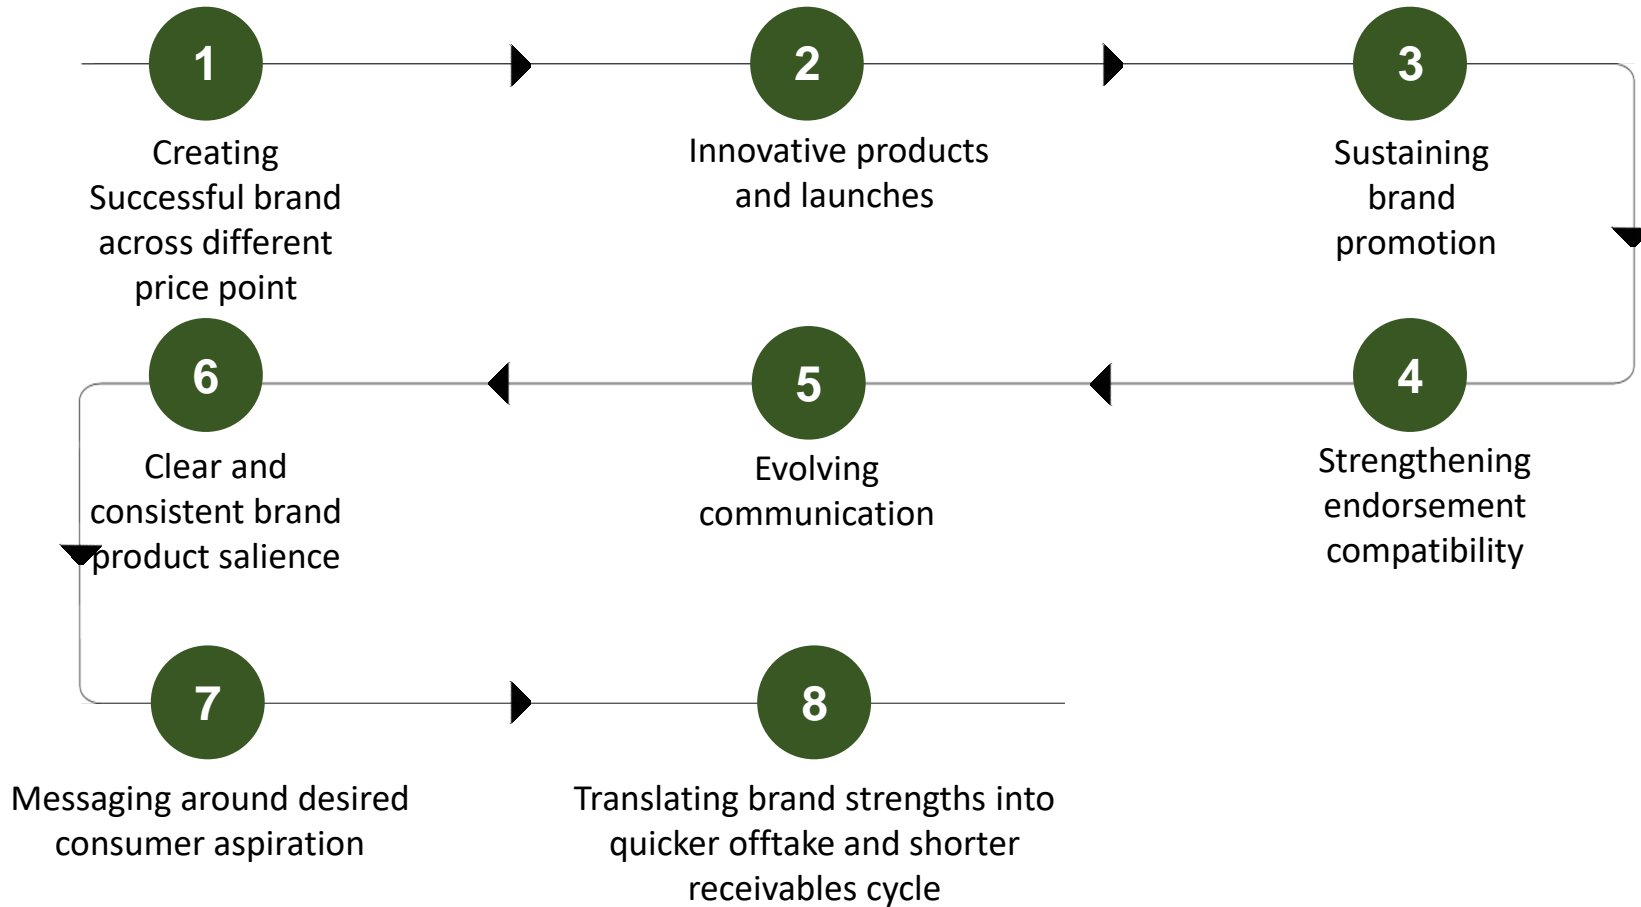 1
Creating
Successful brand
across different
price point
2
Innovative products
and launches
3
Sustaining
brand
promotion
4
Strengthening
endorsement
compatibility
5
Evolving
communication
6
Clear and
consistent brand
product salience
7
Messaging around desired
consumer aspiration
8
Translating brand strengths into
quicker offtake and shorter
receivables cycle